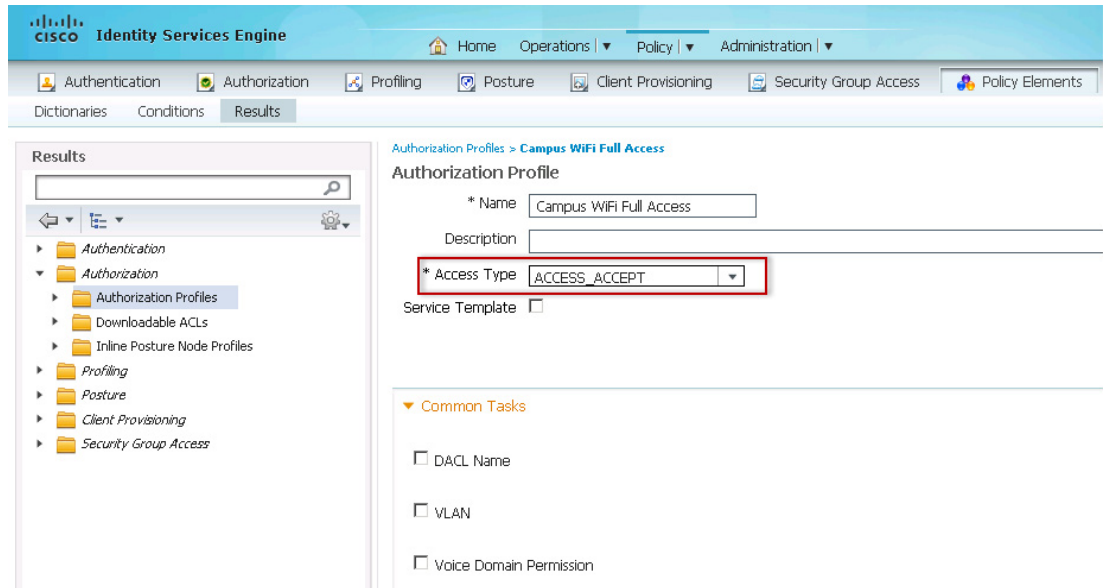 CISCO Identity Services Engine
Home Operations Policy Administration
Authentication Authorization Profiling Posture Client Provisioning Security Group Access Policy Elements
Dictionaries Conditions Results
Results
Authentication
Authorization
Authorization Profiles
Downloadable ACLs
Inline Posture Node Profiles
Profiling
Posture
Client Provisioning
Security Group Access
Authorization Profiles > Campus WiFi Full Access
Authorization Profile
* Name Campus WiFi Full Access
Description
* Access Type ACCESS_ACCEPT
Service Template
Common Tasks
DACL Name
VLAN
Voice Domain Permission